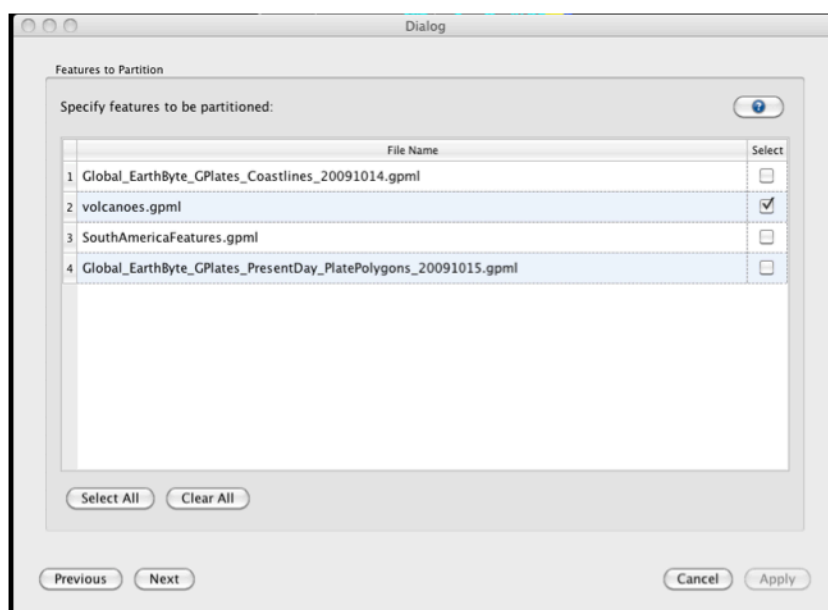 Dialog
Features to Partition
Specify features to be partitioned:
?
File Name Select
1 Global_EarthByte_GPlates_Coastlines_20091014.gpml
2 volcanoes.gpml
3 SouthAmericaFeatures.gpml
4 Global_EarthByte_GPlates_PresentDay_PlatePolygons_20091015.gpml
Select All Clear All
Previous Next Cancel Apply